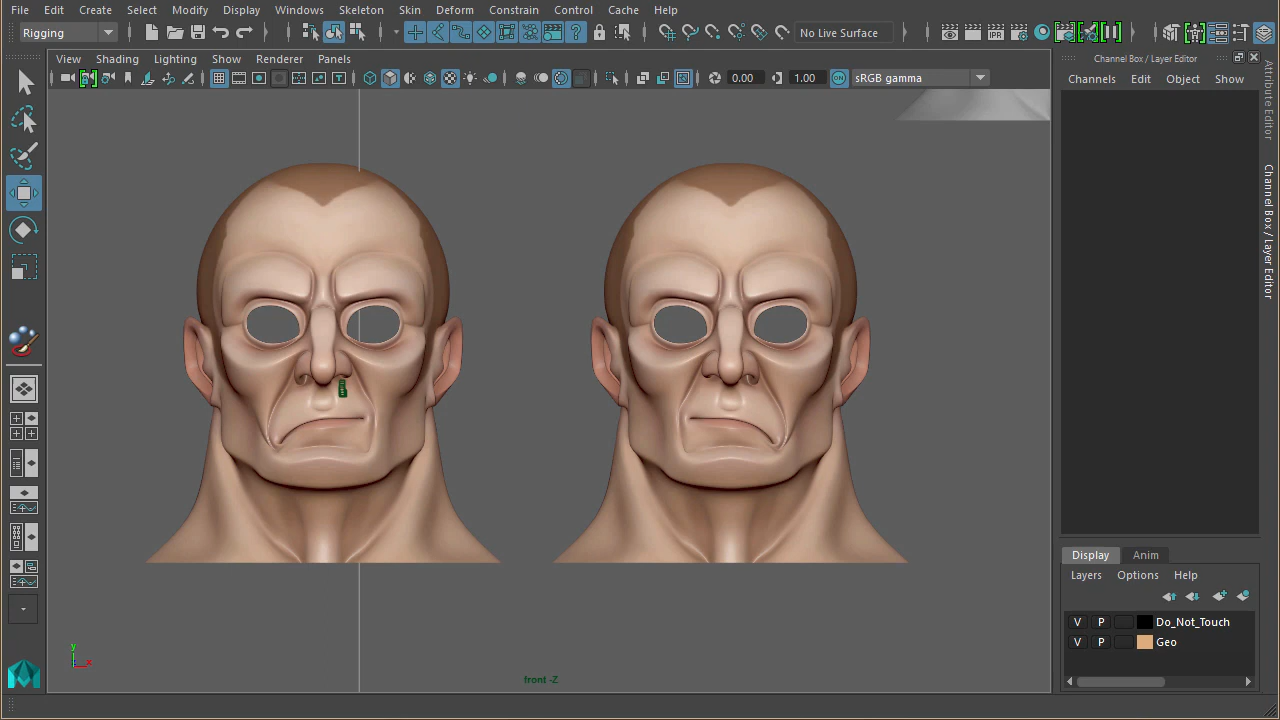 File Edit Create Select Modify Display Windows Skeleton Skin Deform Constrain Control Cache Help
Rigging
No Live Surface
IPR
View Shading Lighting Show Renderer Panels
0.00
1.00
ON
sRGB gamma
Channel Box / Layer Editor
Channels Edit Object Show
Attribute Editor
Channel Box / Layer Editor
Display Anim
Layers Options Help
V P Do_Not_Touch
V P Geo
y
x
front -Z